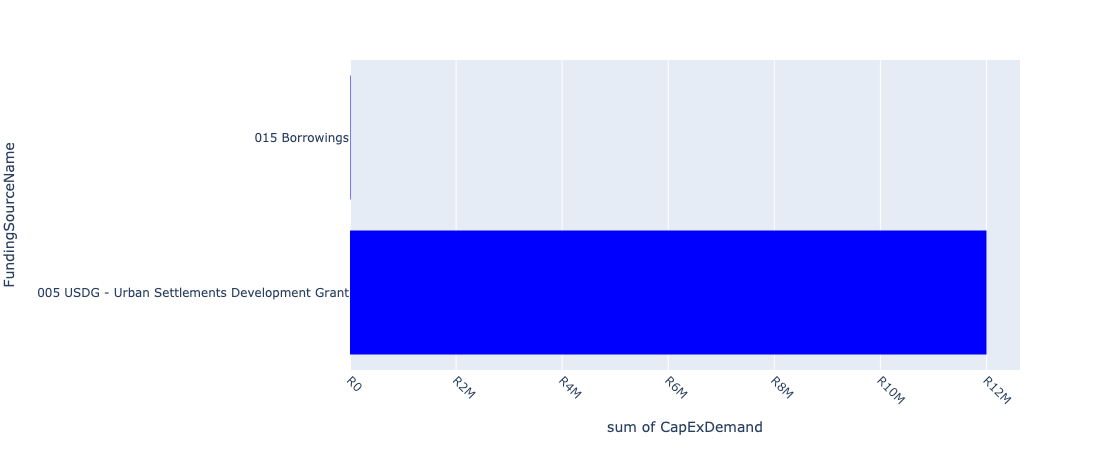 FundingSourceName
015 Borrowings
005 USDG - Urban Settlements Development Grant
R0
R2M
R4M
R6M
R8M
R10M
R12M
sum of CapExDemand